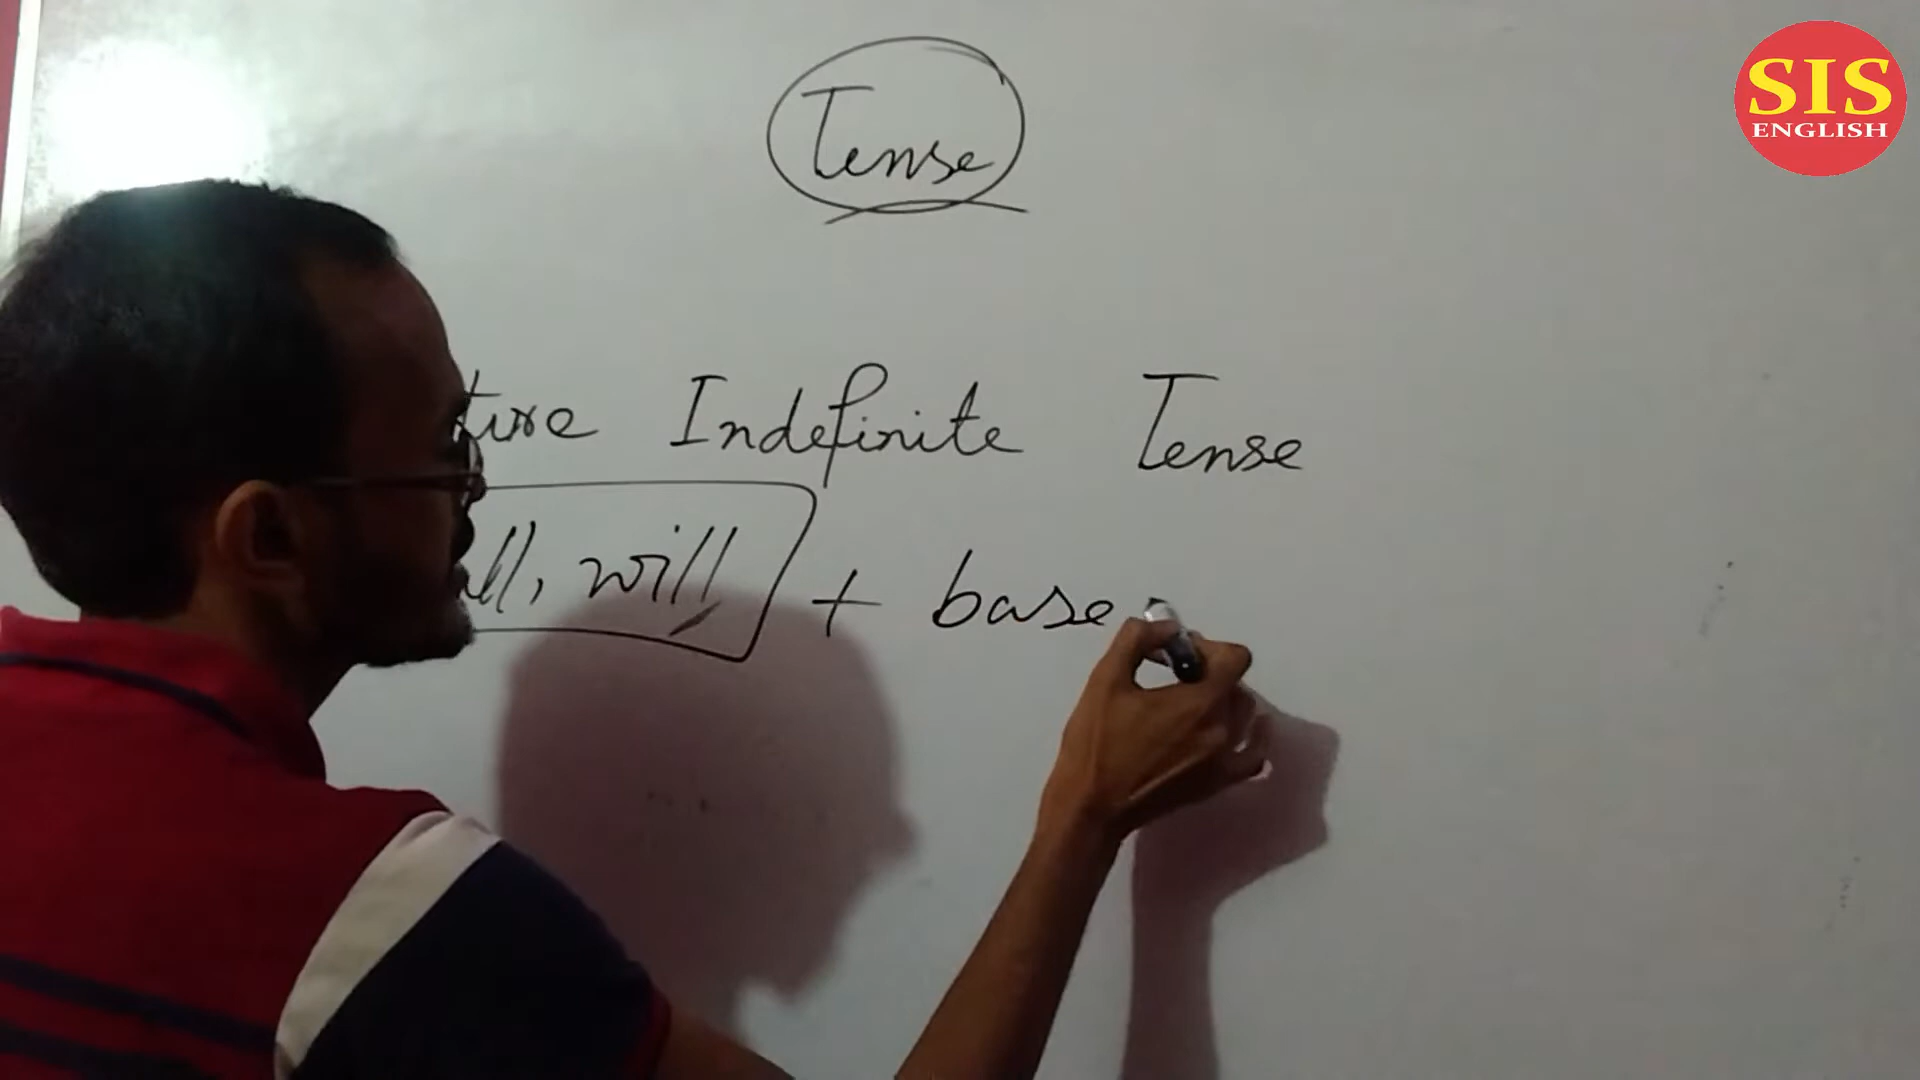 SIS
ENGLISH
Tense
ture Indefinite Tense
ll, will + base